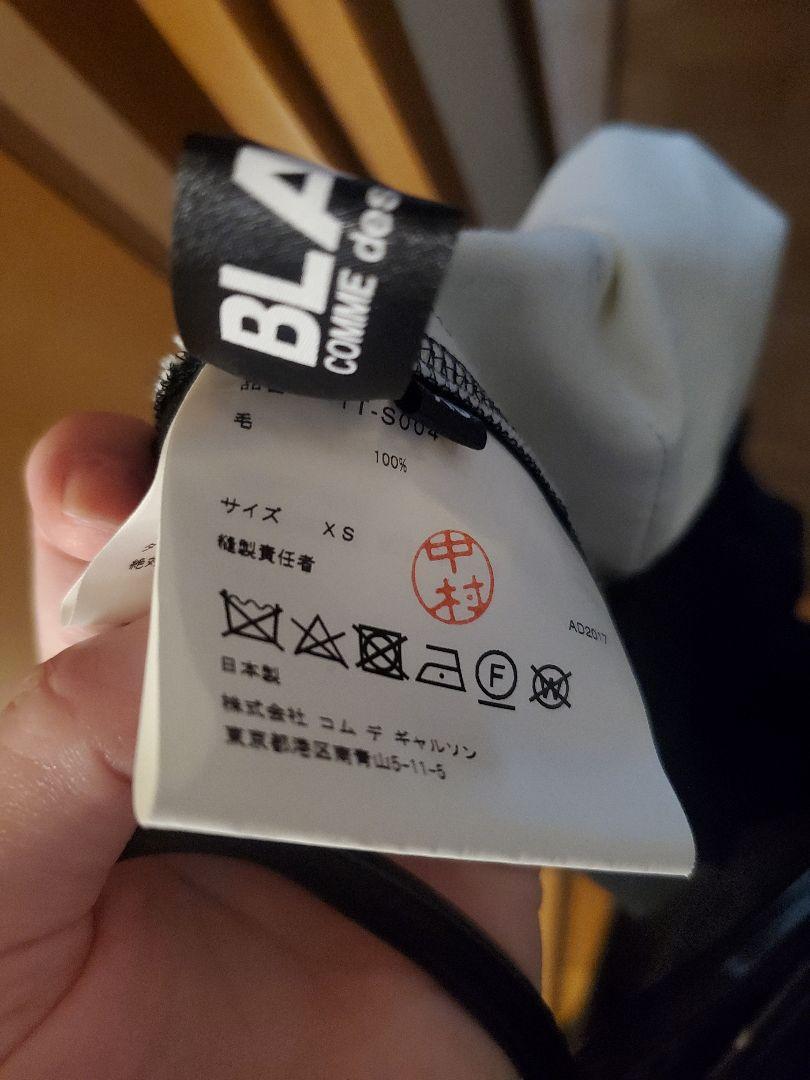 BLA
COMME des
T-S004
毛
100%
サイズ XS
縫製責任者
中村
AD2017
F
W
日本製
株式会社 コム デ ギャルソン
東京都港区南青山5-11-5